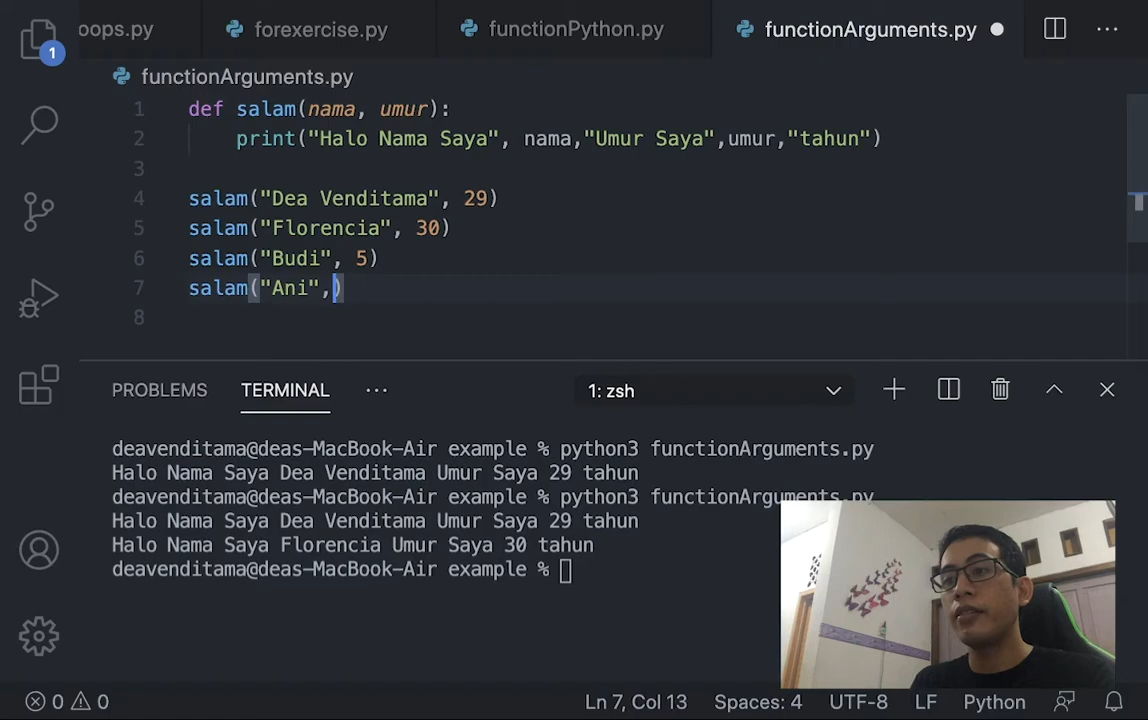 oops.py forexercise.py functionPython.py functionArguments.py
1
functionArguments.py
1 def salam(nama, umur):
2 print("Halo Nama Saya", nama,"Umur Saya",umur,"tahun")
3
4 salam("Dea Venditama", 29)
5 salam("Florencia", 30)
6 salam("Budi", 5)
7 salam("Ani",)
8
PROBLEMS TERMINAL ··· 1: zsh
deavenditama@deas-MacBook-Air example % python3 functionArguments.py
Halo Nama Saya Dea Venditama Umur Saya 29 tahun
deavenditama@deas-MacBook-Air example % python3 functionArguments.py
Halo Nama Saya Dea Venditama Umur Saya 29 tahun
Halo Nama Saya Florencia Umur Saya 30 tahun
deavenditama@deas-MacBook-Air example %
0 0 Ln 7, Col 13 Spaces: 4 UTF-8 LF Python